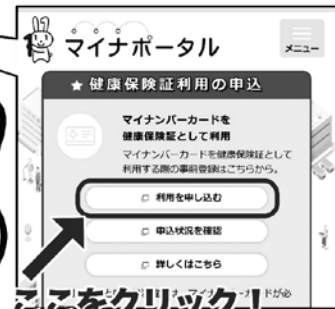 マイナポータル
メニュー
★ 健康保険証利用の申込
マイナンバーカードを
健康保険証として利用
マイナンバーカードを健康保険証として
利用する際の事前登録はこちらから。
利用を申し込む
申込状況を確認
詳しくはこちら
ここをクリック！